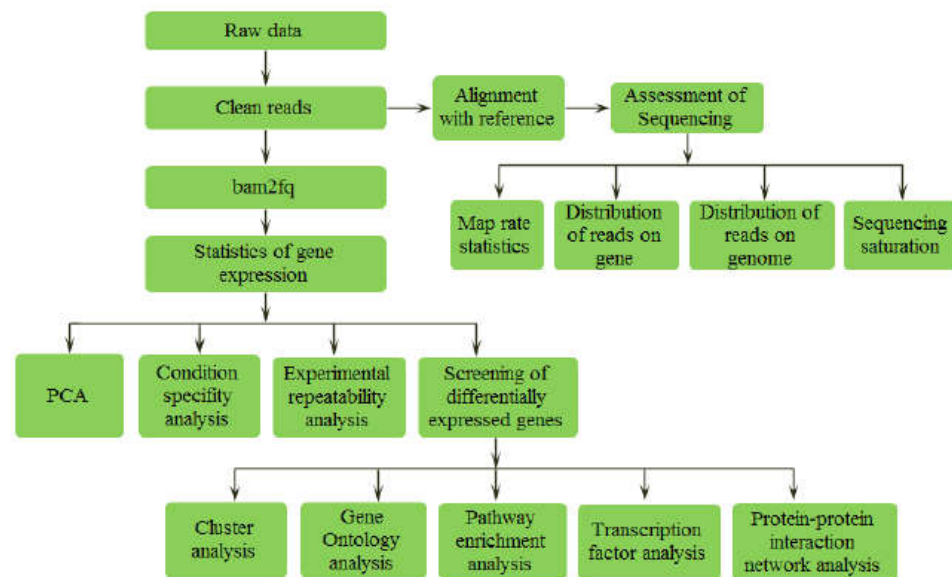 Raw data
Clean reads
Alignment
with reference
Assessment of
Sequencing
bam2fq
Map rate
statistics
Distribution
of reads on
gene
Distribution of
reads on
genome
Sequencing
saturation
Statistics of gene
expression
PCA
Condition
specifity
analysis
Experimental
repeatability
analysis
Screening of
differentially
expressed genes
Cluster
analysis
Gene
Ontology
analysis
Pathway
enrichment
analysis
Transcription
factor analysis
Protein-protein
interaction
network analysis